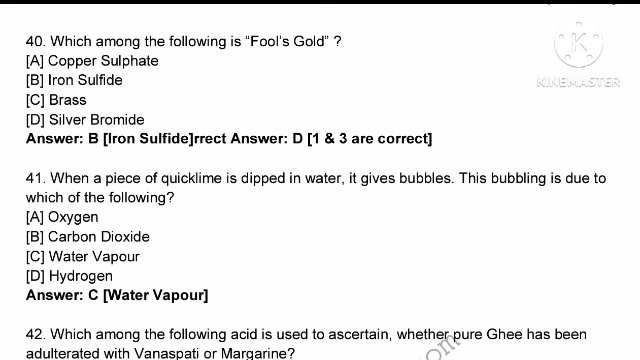 40. Which among the following is “Fool’s Gold” ?
[A] Copper Sulphate
[B] Iron Sulfide
[C] Brass
[D] Silver Bromide
Answer: B [Iron Sulfide]rrect Answer: D [1 & 3 are correct]
41. When a piece of quicklime is dipped in water, it gives bubbles. This bubbling is due to
which of the following?
[A] Oxygen
[B] Carbon Dioxide
[C] Water Vapour
[D] Hydrogen
Answer: C [Water Vapour]
42. Which among the following acid is used to ascertain, whether pure Ghee has been
adulterated with Vanaspati or Margarine?
K
KINEMASTER
om